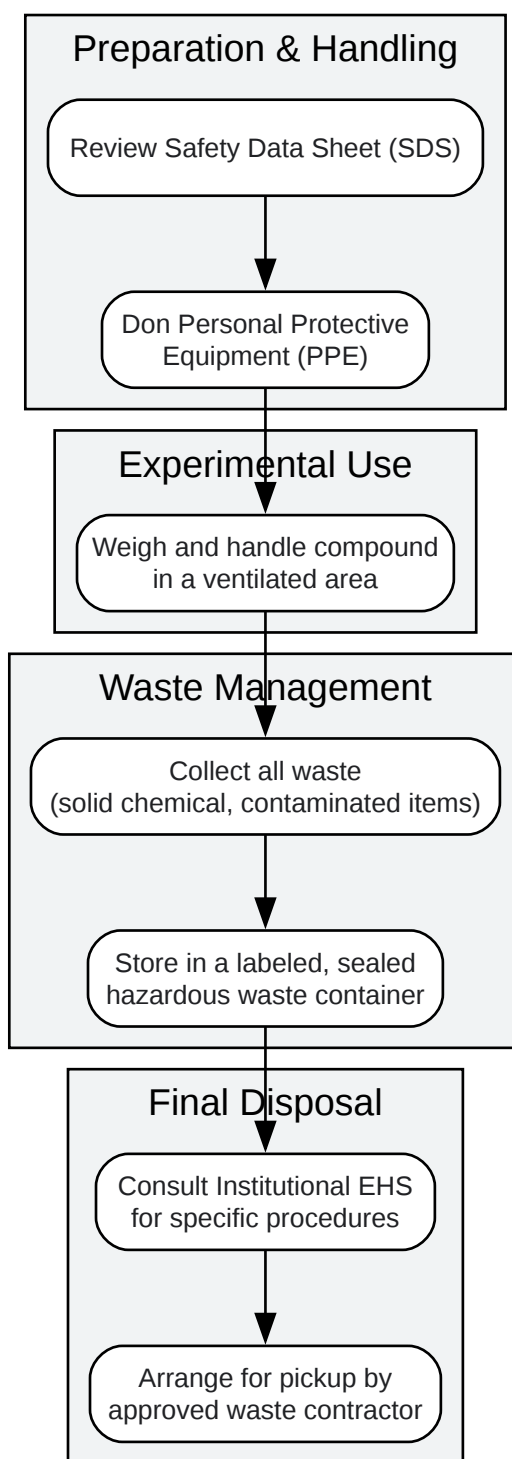 Preparation & Handling
Review Safety Data Sheet (SDS)
Don Personal Protective
Equipment (PPE)
Experimental Use
Weigh and handle compound
in a ventilated area
Waste Management
Collect all waste
(solid chemical, contaminated items)
Store in a labeled, sealed
hazardous waste container
Final Disposal
Consult Institutional EHS
for specific procedures
Arrange for pickup by
approved waste contractor